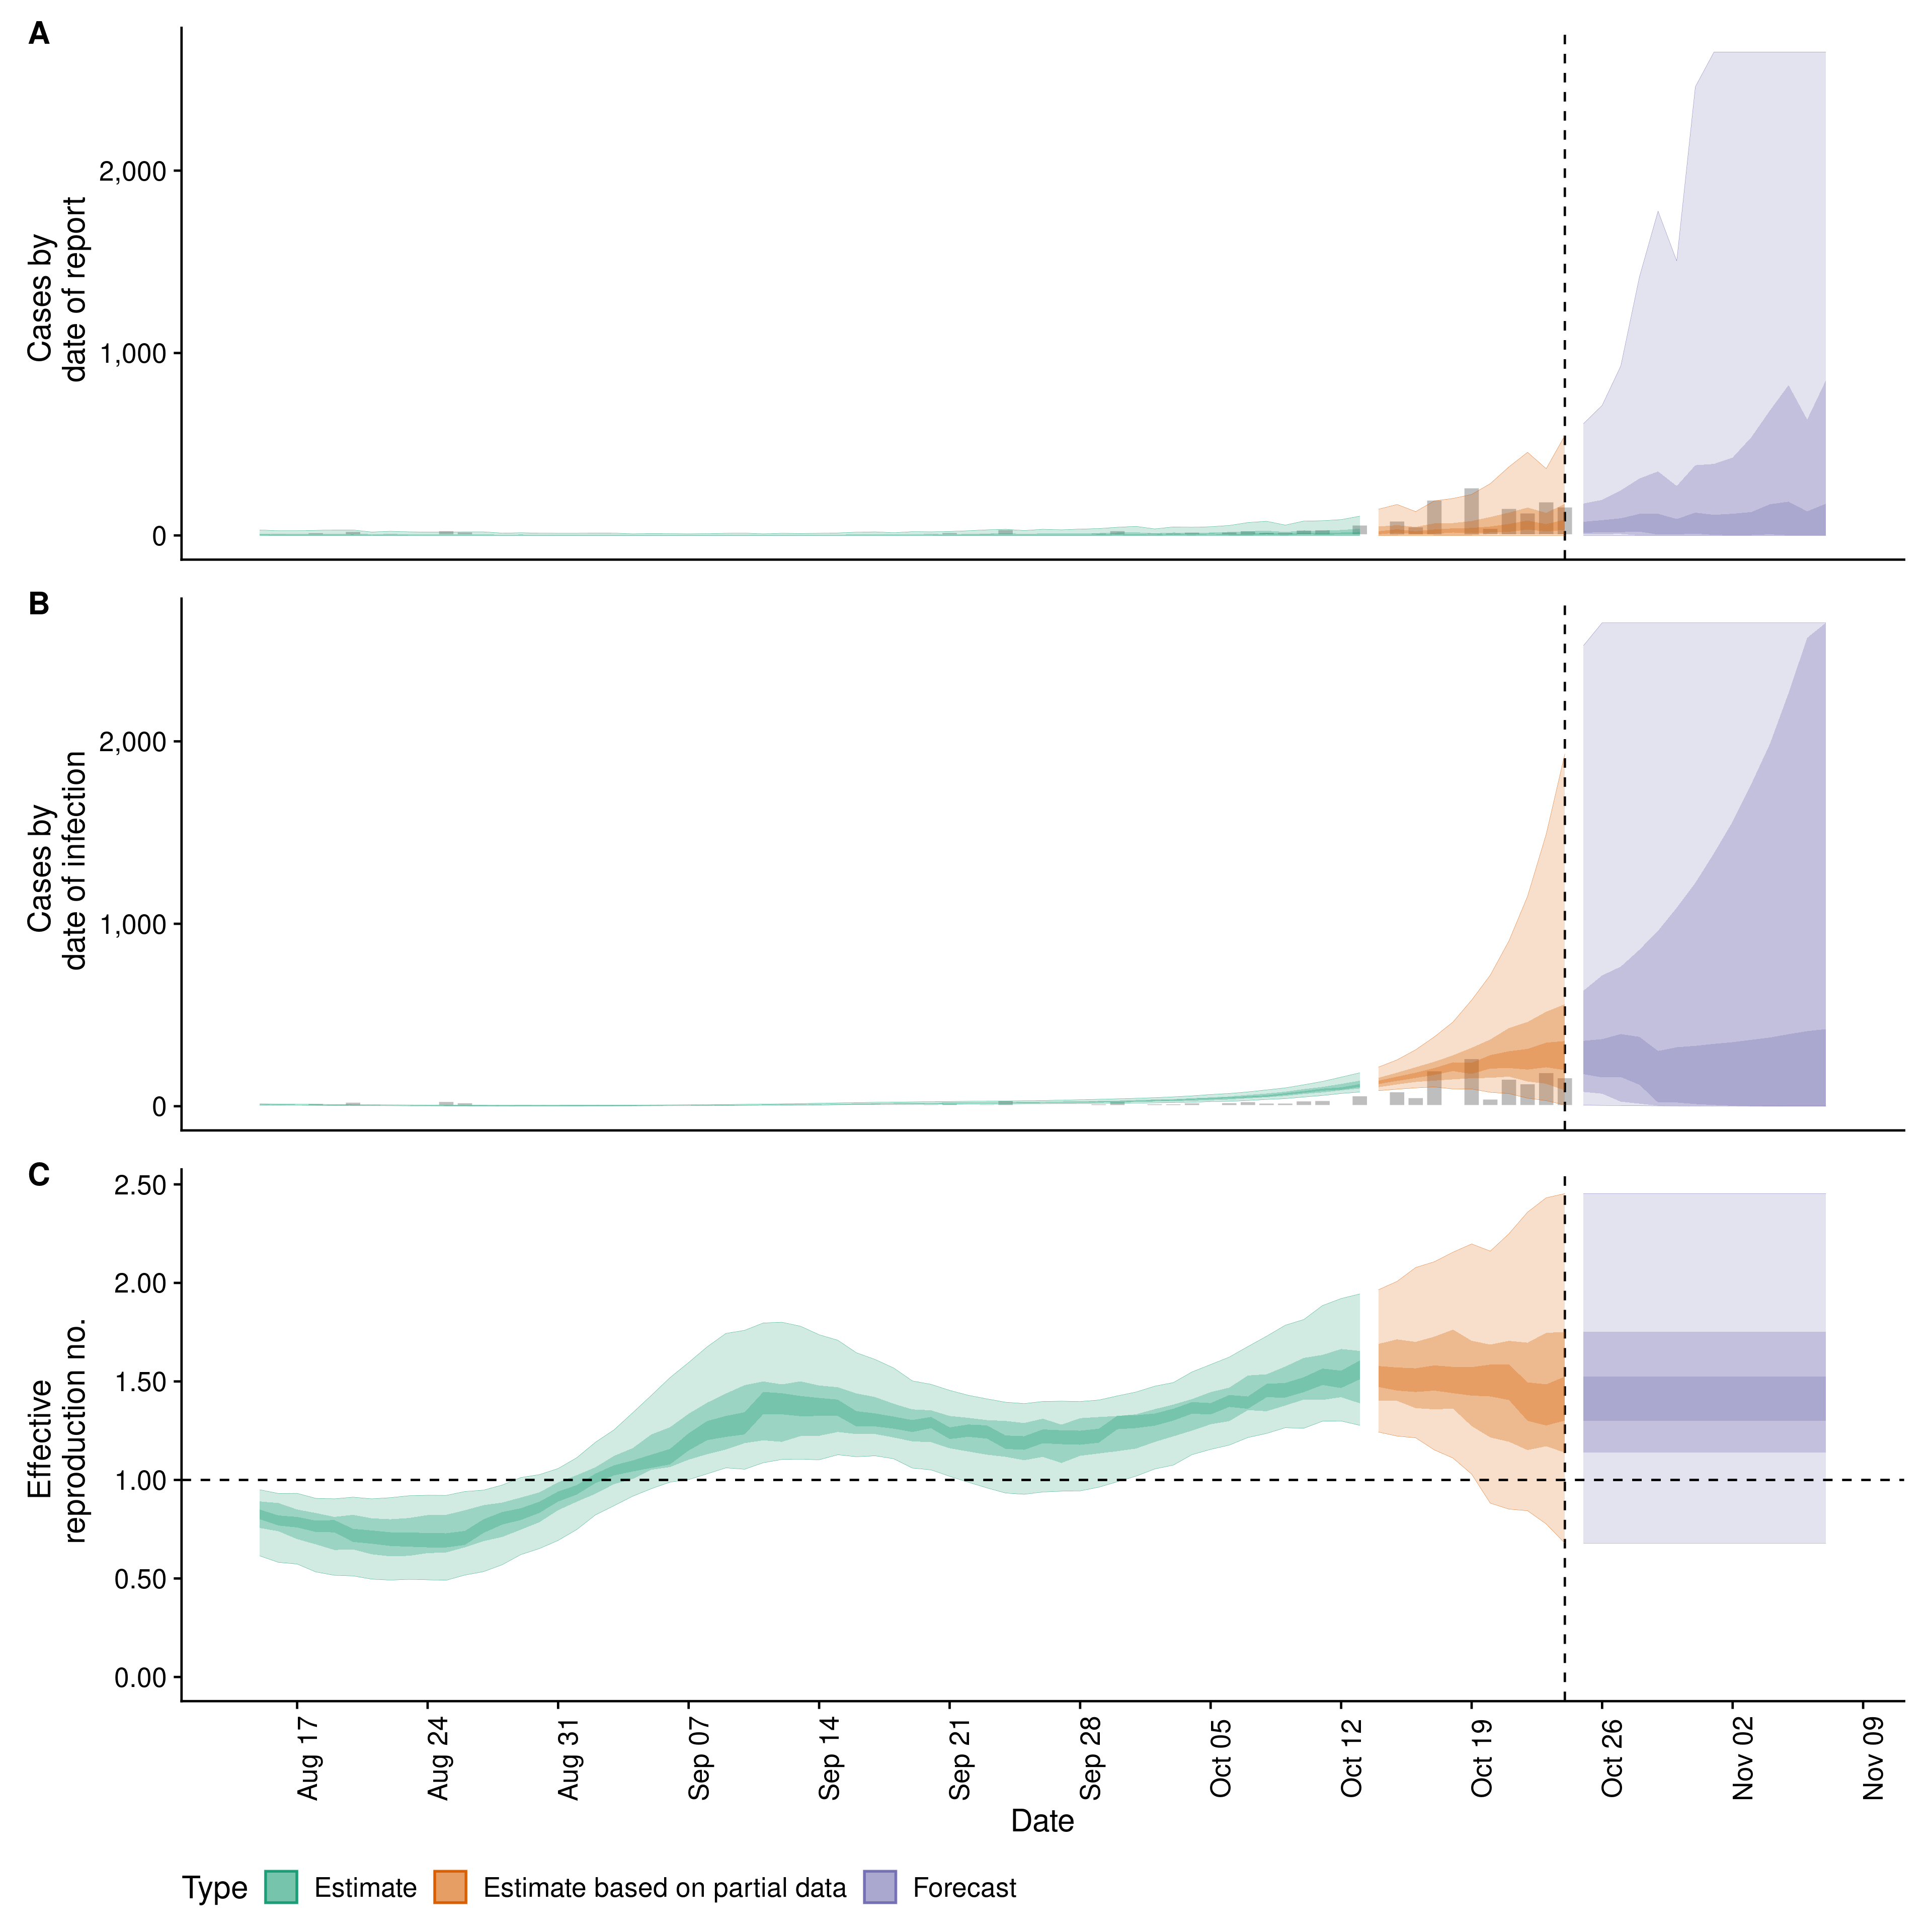 A
Cases by
date of report
2,000
1,000
0
B
Cases by
date of infection
2,000
1,000
0
C
Effective
reproduction no.
2.50
2.00
1.50
1.00
0.50
0.00
Aug 17
Aug 24
Aug 31
Sep 07
Sep 14
Sep 21
Sep 28
Oct 05
Oct 12
Oct 19
Oct 26
Nov 02
Nov 09
Date
Type Estimate Estimate based on partial data Forecast